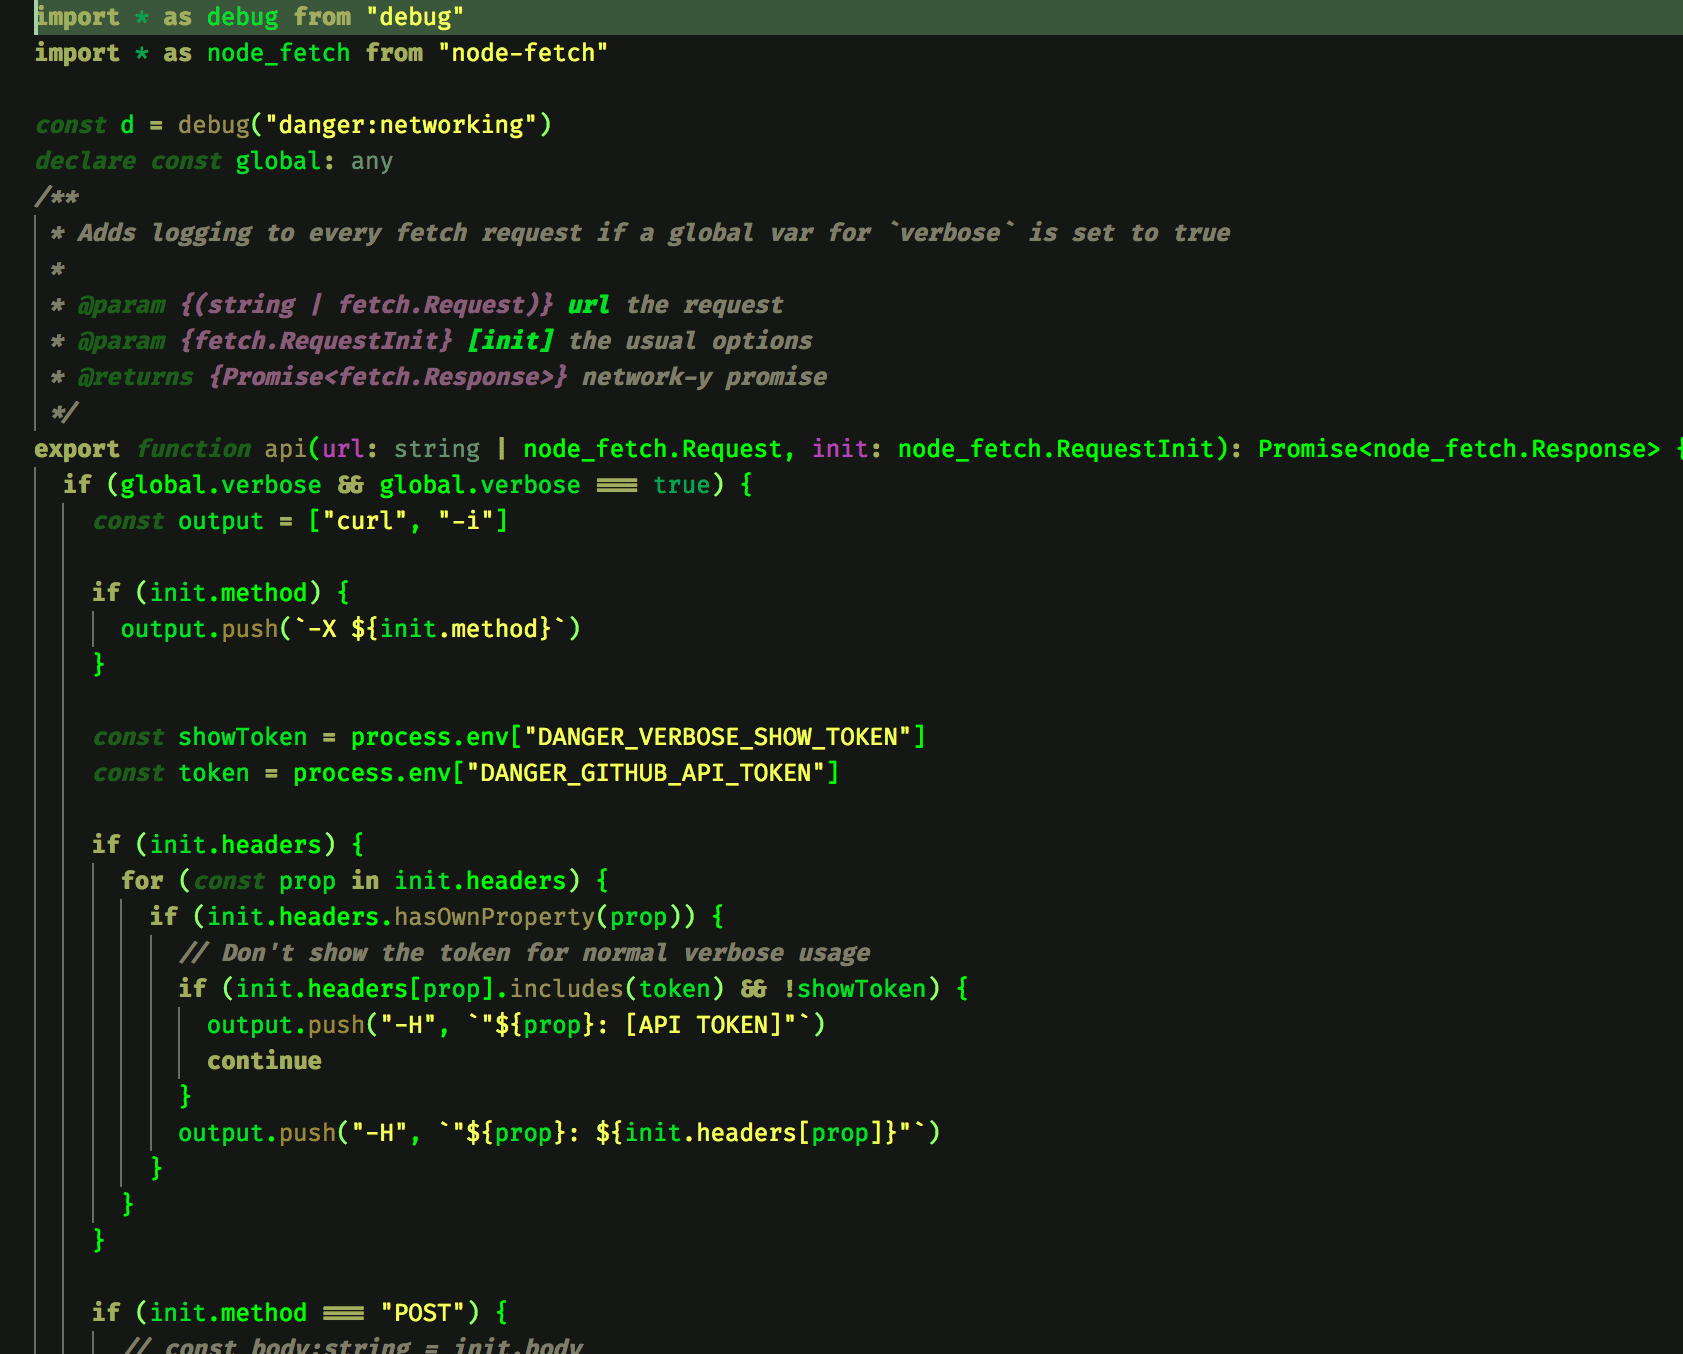 import * as debug from "debug"
import * as node_fetch from "node-fetch"

const d = debug("danger:networking")
declare const global: any
/**
 * Adds logging to every fetch request if a global var for `verbose` is set to true
 *
 * @param {(string | fetch.Request)} url the request
 * @param {fetch.RequestInit} [init] the usual options
 * @returns {Promise<fetch.Response>} network-y promise
 */
export function api(url: string | node_fetch.Request, init: node_fetch.RequestInit): Promise<node_fetch.Response> {
  if (global.verbose && global.verbose === true) {
    const output = ["curl", "-i"]

    if (init.method) {
      output.push(`-X ${init.method}`)
    }

    const showToken = process.env["DANGER_VERBOSE_SHOW_TOKEN"]
    const token = process.env["DANGER_GITHUB_API_TOKEN"]

    if (init.headers) {
      for (const prop in init.headers) {
        if (init.headers.hasOwnProperty(prop)) {
          // Don't show the token for normal verbose usage
          if (init.headers[prop].includes(token) && !showToken) {
            output.push("-H", `"${prop}: [API TOKEN]"`)
            continue
          }
          output.push("-H", `"${prop}: ${init.headers[prop]}"`)
        }
      }
    }

    if (init.method === "POST") {
      // const body:string = init.body